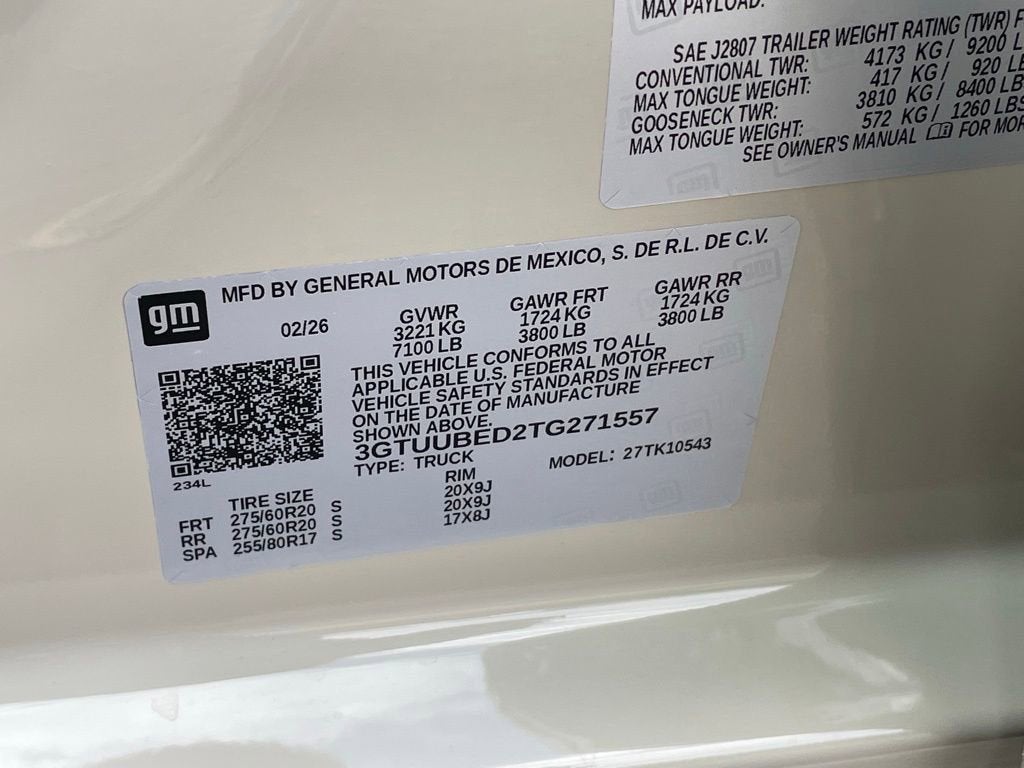 MAX PAYLOAD:
SAE J2807 TRAILER WEIGHT RATING (TWR) F
CONVENTIONAL TWR: 4173 KG / 9200 L
MAX TONGUE WEIGHT: 417 KG / 920 LB
GOOSENECK TWR: 3810 KG / 8400 LB
MAX TONGUE WEIGHT: 572 KG / 1260 LBS
SEE OWNER'S MANUAL FOR MOR
gm
MFD BY GENERAL MOTORS DE MEXICO, S. DE R.L. DE C.V.
02/26 GVWR GAWR FRT GAWR RR
3221 KG 1724 KG 1724 KG
7100 LB 3800 LB 3800 LB
THIS VEHICLE CONFORMS TO ALL
APPLICABLE U.S. FEDERAL MOTOR
VEHICLE SAFETY STANDARDS IN EFFECT
ON THE DATE OF MANUFACTURE
SHOWN ABOVE.
3GTUUBED2TG271557
TYPE: TRUCK MODEL: 27TK10543
234L
TIRE SIZE RIM
FRT 275/60R20 S 20X9J
RR 275/60R20 S 20X9J
SPA 255/80R17 S 17X8J